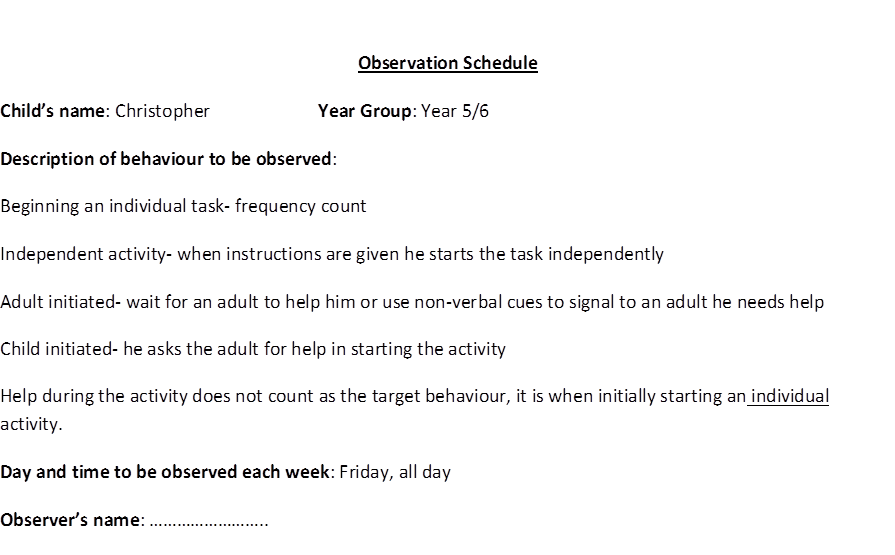 Observation Schedule
Child’s name: Christopher Year Group: Year 5/6
Description of behaviour to be observed:
Beginning an individual task- frequency count
Independent activity- when instructions are given he starts the task independently
Adult initiated- wait for an adult to help him or use non-verbal cues to signal to an adult he needs help
Child initiated- he asks the adult for help in starting the activity
Help during the activity does not count as the target behaviour, it is when initially starting an individual
activity.
Day and time to be observed each week: Friday, all day
Observer’s name: ..........................